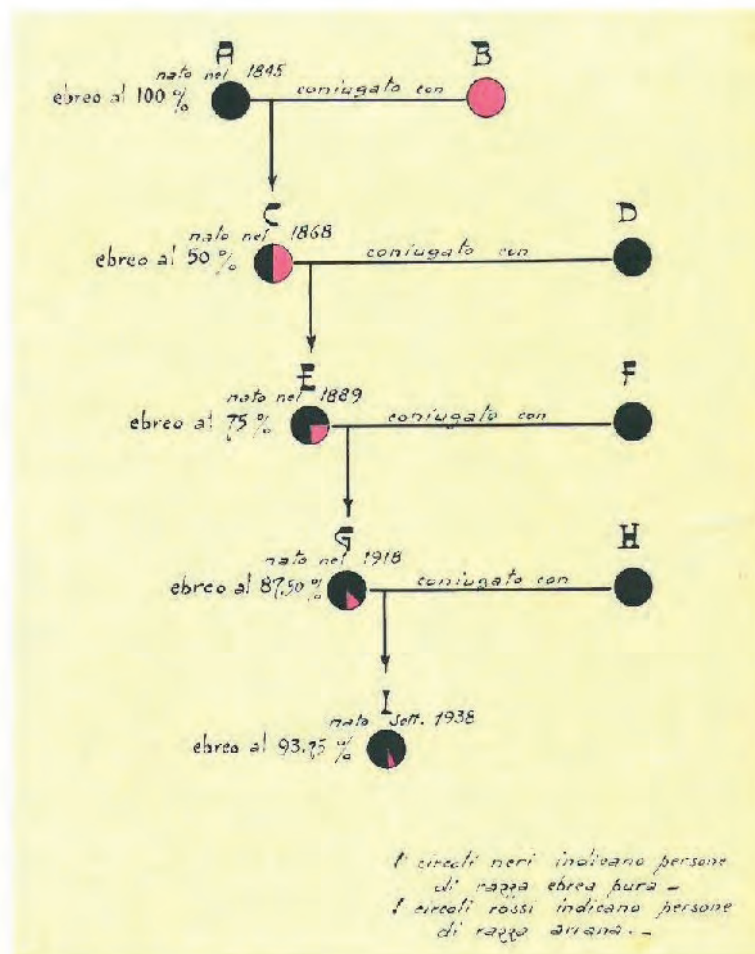 A B
nato nel 1845
ebreo al 100% coniugato con
C D
nato nel 1868
ebreo al 50% coniugato con
E F
nato nel 1889
ebreo al 75% coniugato con
G H
nato nel 1918
ebreo al 87,50% coniugato con
I
nato sett. 1938
ebreo al 93.75%
I circoli neri indicano persone
di razza ebrea pura –
I circoli rossi indicano persone
di razza ariana. –